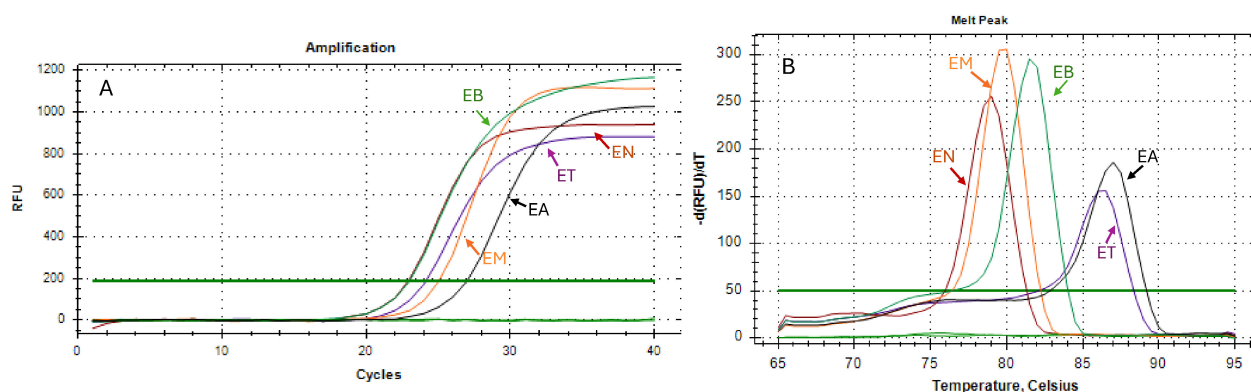 Amplification
A
1200
1000
800
600
400
200
0
RFU
0
10
20
30
40
Cycles
EB
EN
ET
EA
EM
Melt Peak
B
300
250
200
150
100
50
0
-d(RFU)/dT
65
70
75
80
85
90
95
Temperature, Celsius
EM
EB
EN
EA
ET